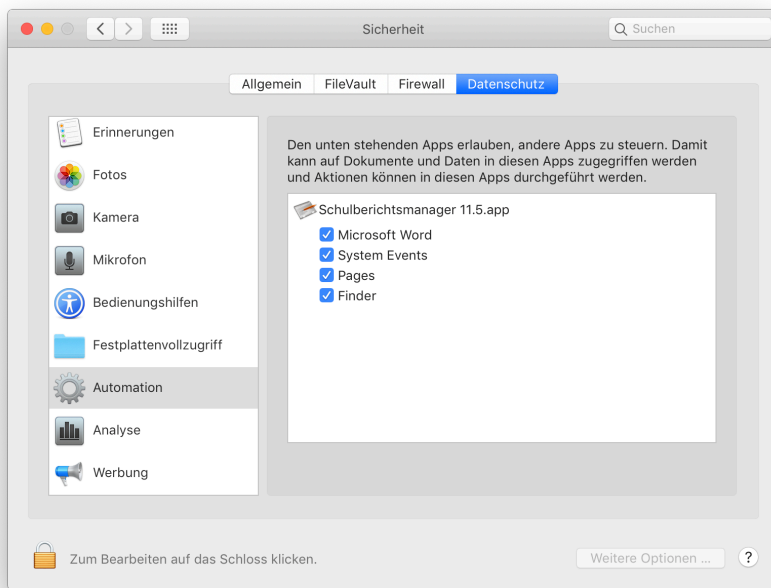 Sicherheit
Suchen
Allgemein FileVault Firewall Datenschutz
Erinnerungen
Fotos
Kamera
Mikrofon
Bedienungshilfen
Festplattenvollzugriff
Automation
Analyse
Werbung
Den unten stehenden Apps erlauben, andere Apps zu steuern. Damit
kann auf Dokumente und Daten in diesen Apps zugegriffen werden
und Aktionen können in diesen Apps durchgeführt werden.
Schulberichtsmanager 11.5.app
Microsoft Word
System Events
Pages
Finder
Zum Bearbeiten auf das Schloss klicken.
Weitere Optionen ...
?